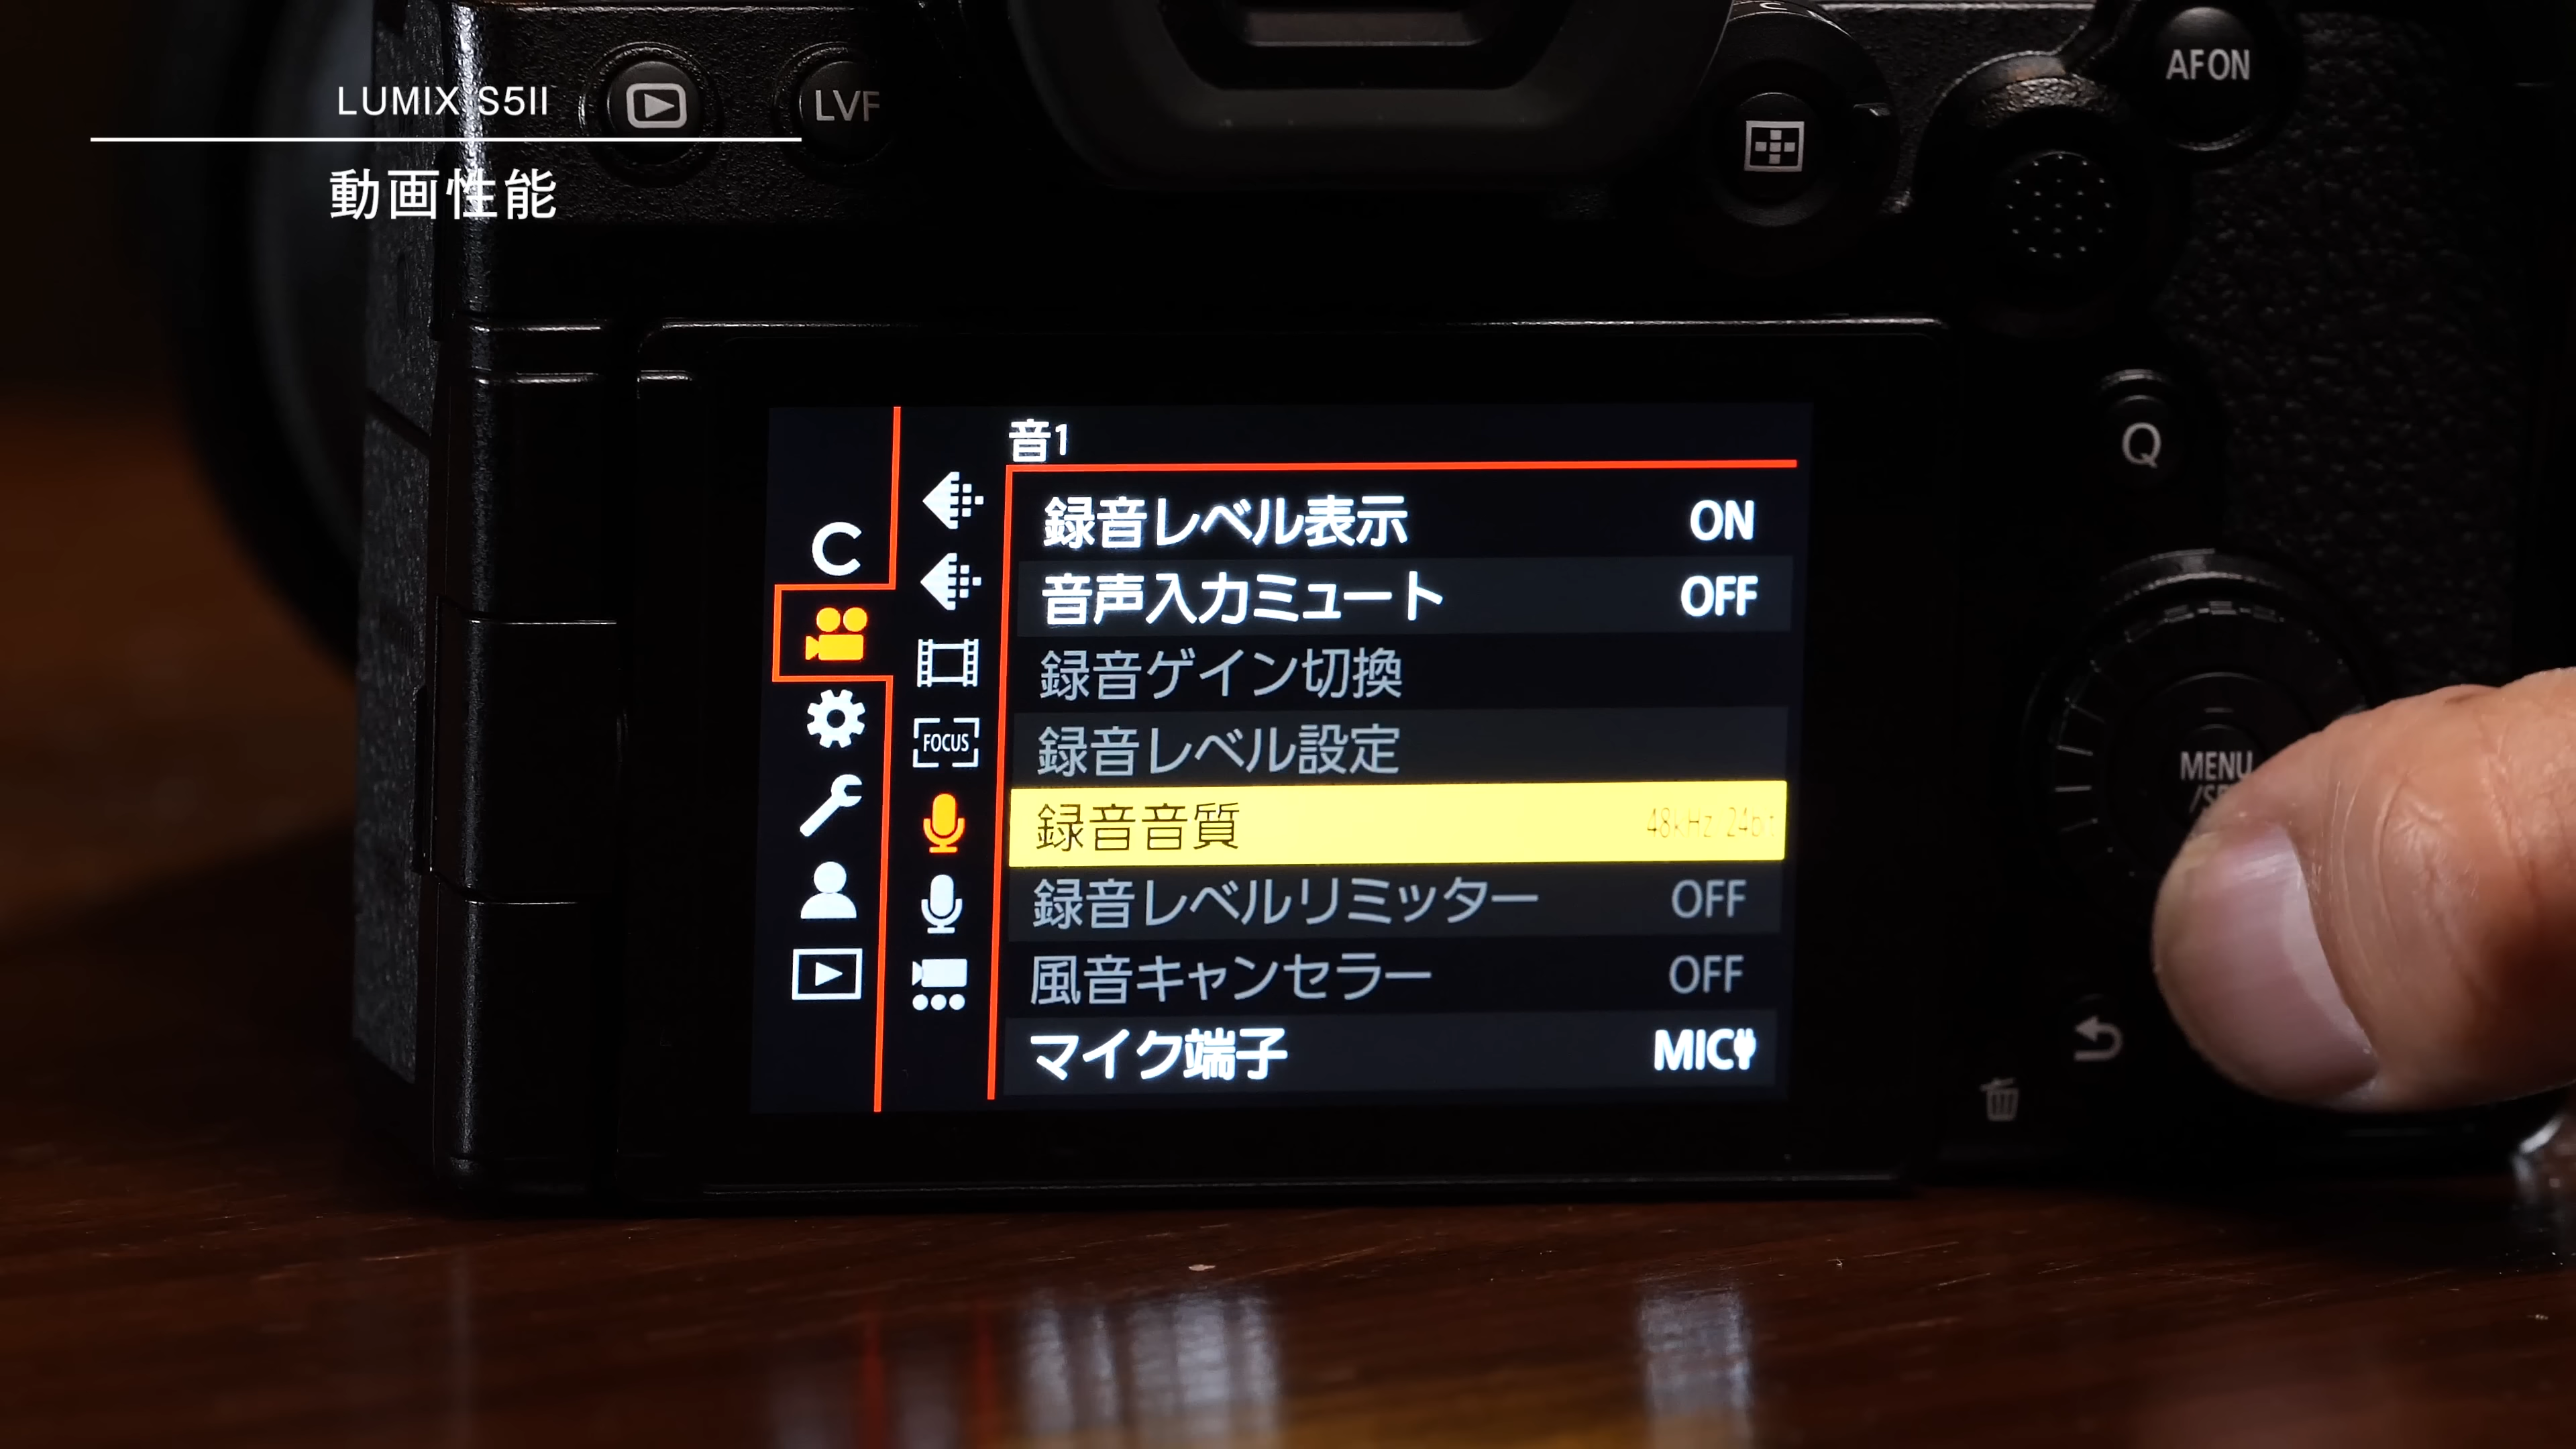 LUMIX S5II
動画性能
LVF
AF ON
Q
音1
C
録音レベル表示 ON
音声入力ミュート OFF
録音ゲイン切換
FOCUS
録音レベル設定
MENU
録音音質 48kHz 24bit
録音レベルリミッター OFF
風音キャンセラー OFF
マイク端子 MIC